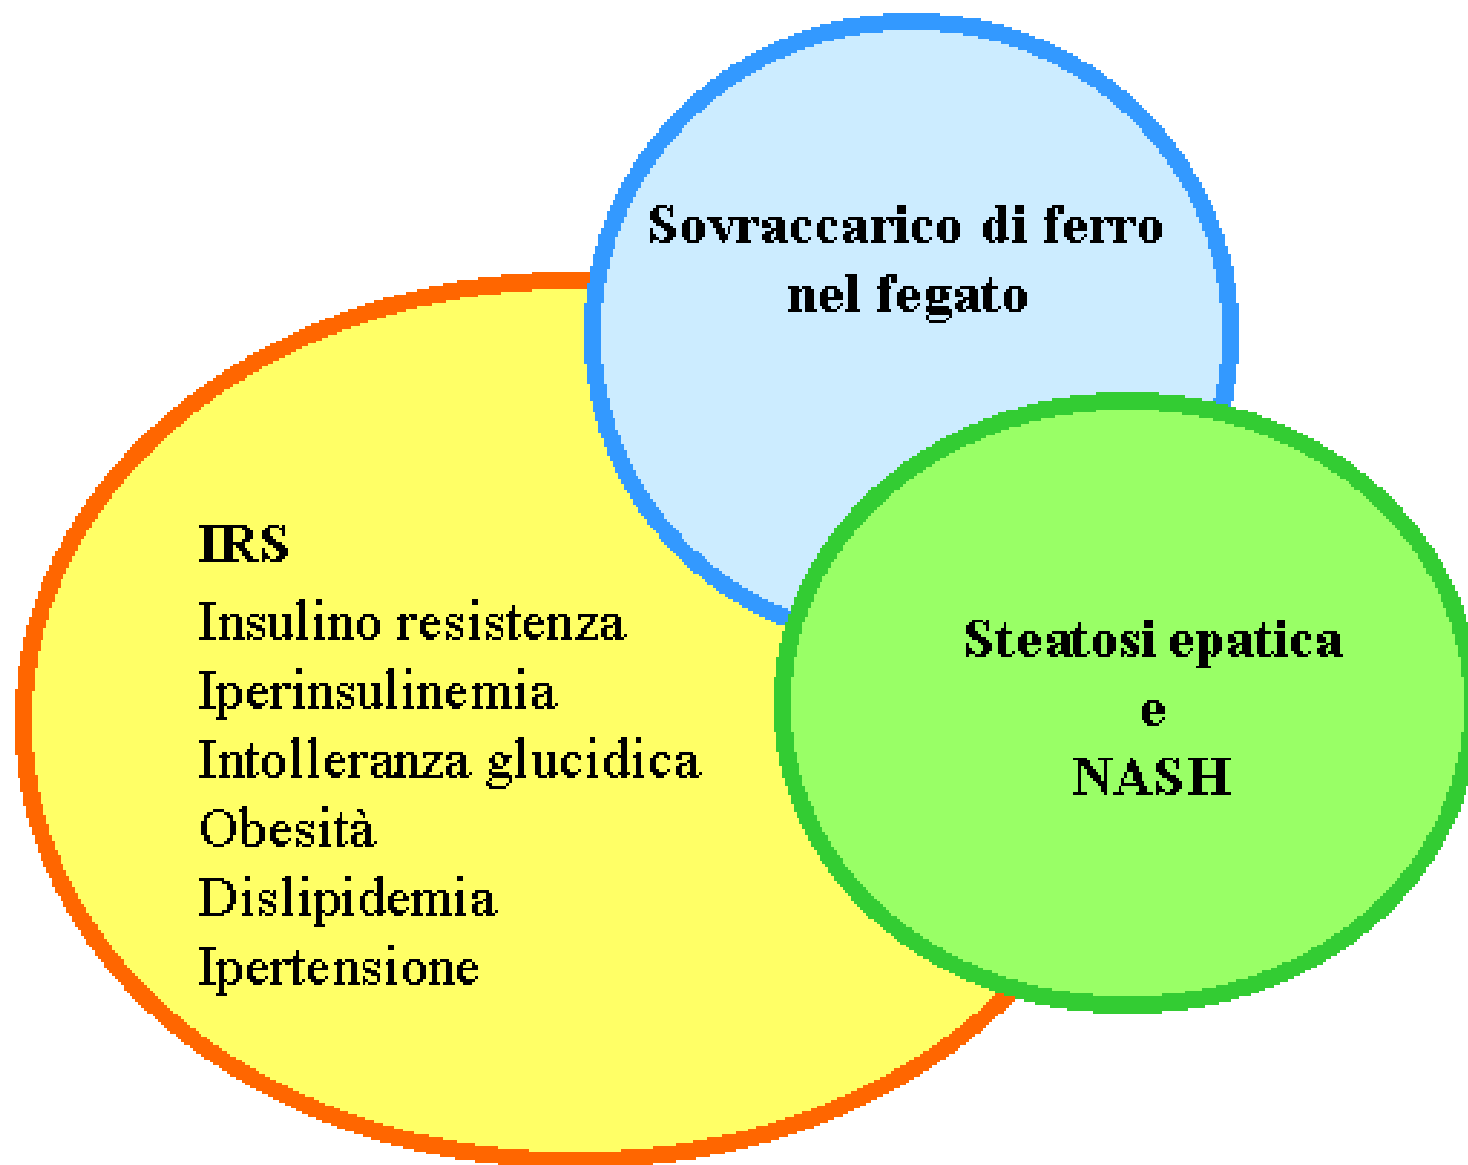 Sovraccarico di ferro
nel fegato
IRS
Insulino resistenza
Iperinsulinemia
Intolleranza glucidica
Obesità
Dislipidemia
Ipertensione
Steatosi epatica
e
NASH